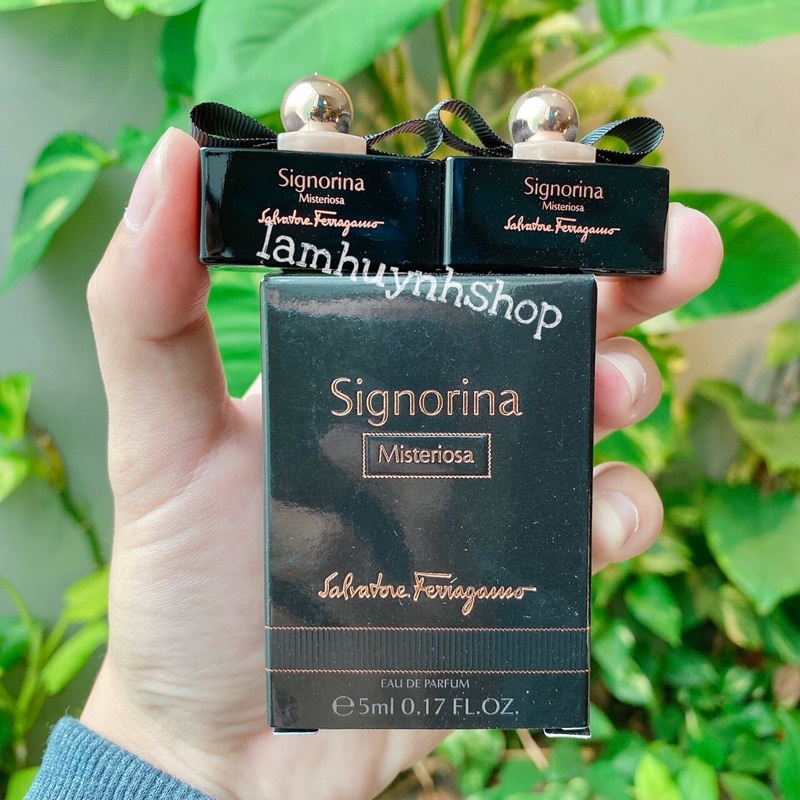 Signorina
Misteriosa
Salvatore Ferragamo
Signorina
Misteriosa
Salvatore Ferragamo
lamhuynhshop
Signorina
Misteriosa
Salvatore Ferragamo
EAU DE PARFUM
℮5ml 0.17 FL.OZ.